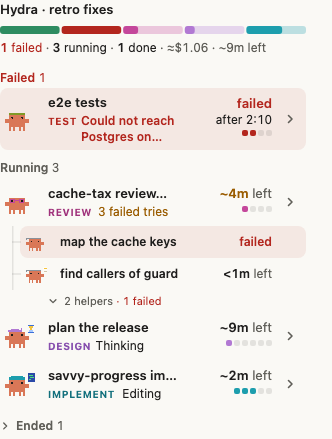 Hydra · retro fixes
1 failed · 3 running · 1 done · ≈$1.06 · ~9m left
Failed 1
e2e tests failed
TEST Could not reach after 2:10
Postgres on...
Running 3
cache-tax review... ~4m left
REVIEW 3 failed tries
map the cache keys failed
find callers of guard <1m left
2 helpers · 1 failed
plan the release ~9m left
DESIGN Thinking
savvy-progress im... ~2m left
IMPLEMENT Editing
Ended 1